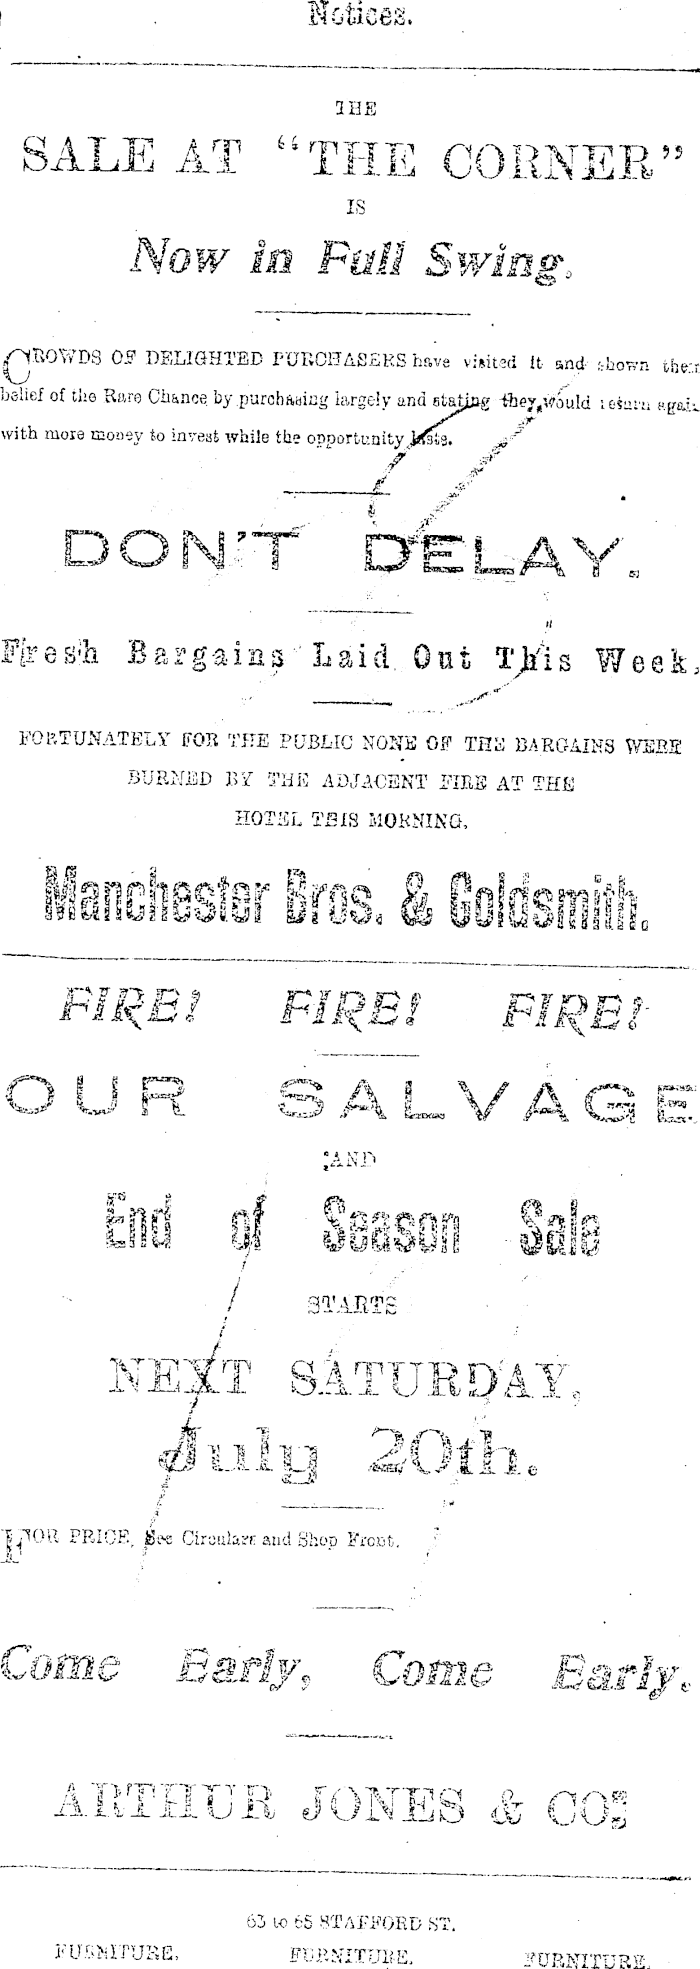 Notices.
THE
SALE AT "THE CORNER"
IS
Now in Full Swing.
CROWDS OF DELIGHTED PURCHASERS have visited it and shown their
belief of the Rare Chance by purchasing largely and stating they would return again
with more money to invest while the opportunity lasts.
DON'T DELAY.
Fresh Bargains Laid Out This Week,
FORTUNATELY FOR THE PUBLIC NONE OF THE BARGAINS WERE
BURNED BY THE ADJACENT FIRE AT THE
HOTEL THIS MORNING,
Manchester Bros. & Goldsmith.
FIRE! FIRE! FIRE!
OUR SALVAGE
AND
End of Season Sale
STARTS
NEXT SATURDAY,
July 20th.
FOR PRICE, See Circulars and Shop Front.
Come Early, Come Early.
ARTHUR JONES & CO.
63 to 65 STAFFORD ST.
FURNITURE. FURNITURE. FURNITURE.